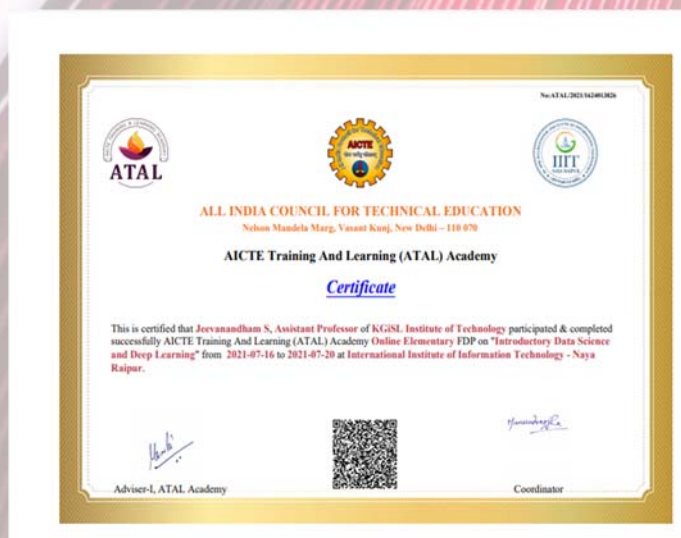 No:ATAL/2021/1624013826
ATAL
AICTE
IIIT
NAYA RAIPUR
ALL INDIA COUNCIL FOR TECHNICAL EDUCATION
Nelson Mandela Marg, Vasant Kunj, New Delhi – 110 070
AICTE Training And Learning (ATAL) Academy
Certificate
This is certified that Jeevanandham S, Assistant Professor of KGiSL Institute of Technology participated & completed
successfully AICTE Training And Learning (ATAL) Academy Online Elementary FDP on "Introductory Data Science
and Deep Learning" from 2021-07-16 to 2021-07-20 at International Institute of Information Technology - Naya
Raipur.
Adviser-I, ATAL Academy
Coordinator